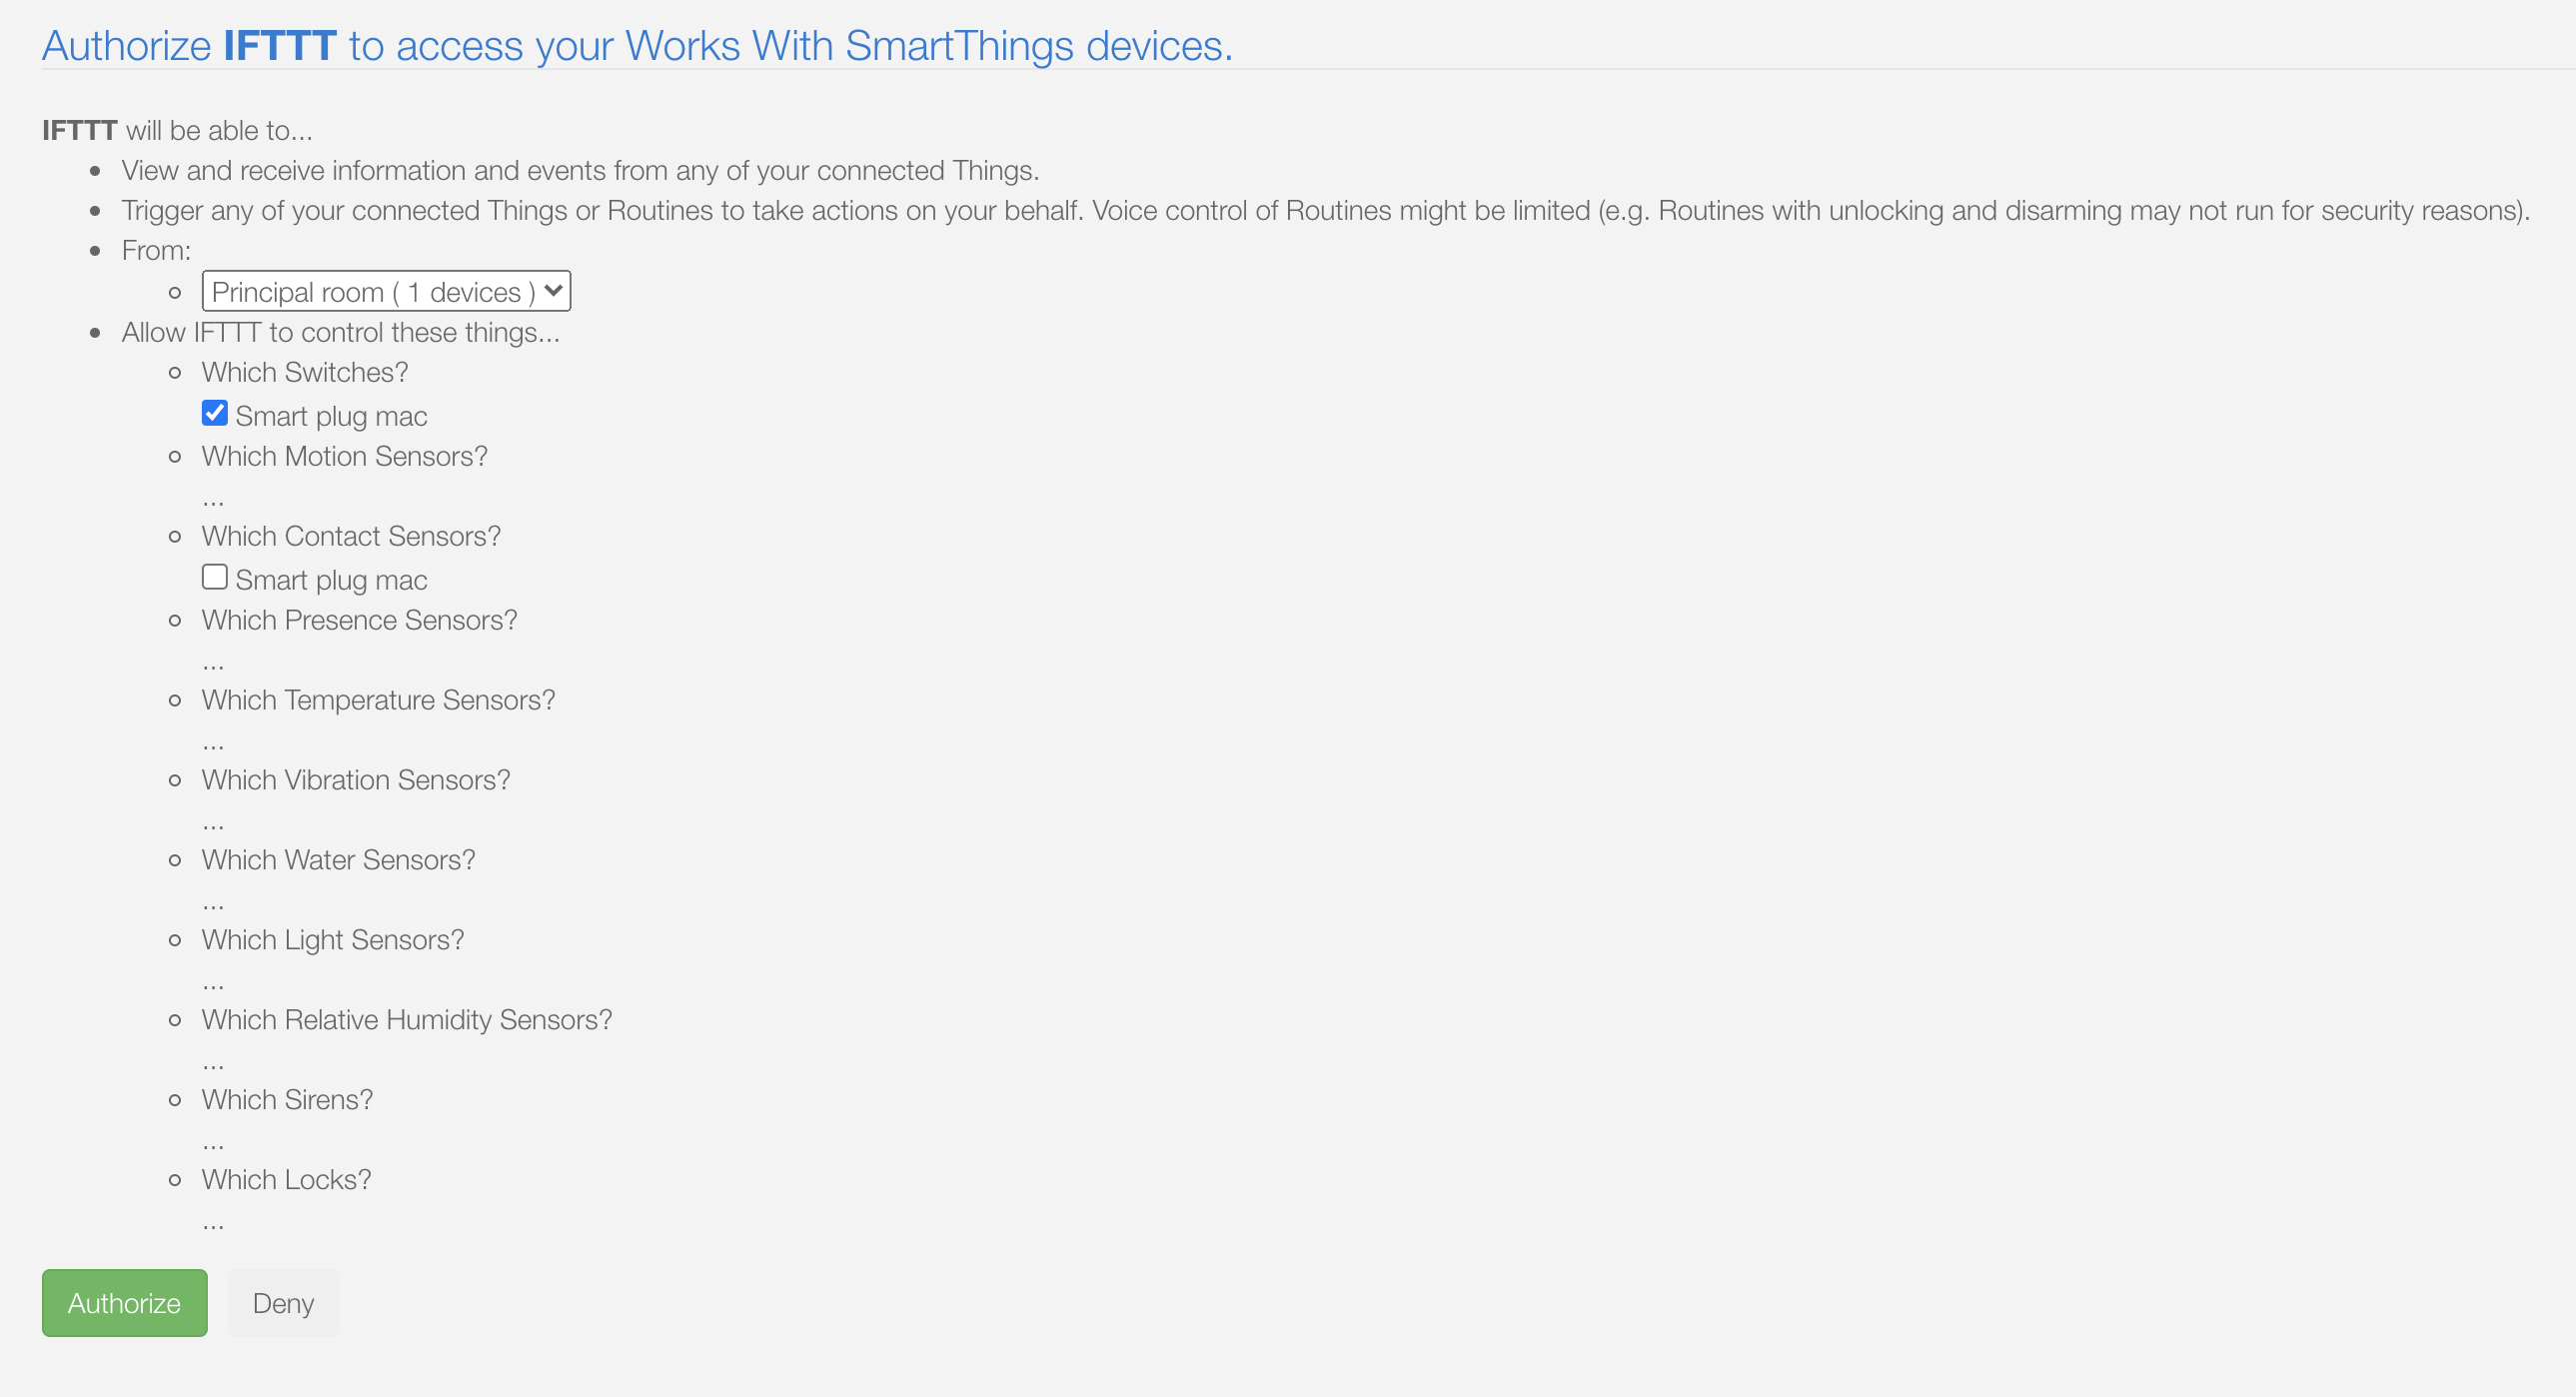 Authorize IFTTT to access your Works With SmartThings devices.
IFTTT will be able to...
View and receive information and events from any of your connected Things.
Trigger any of your connected Things or Routines to take actions on your behalf. Voice control of Routines might be limited (e.g. Routines with unlocking and disarming may not run for security reasons).
From:
Principal room ( 1 devices )
Allow IFTTT to control these things...
Which Switches?
Smart plug mac
Which Motion Sensors?
...
Which Contact Sensors?
Smart plug mac
Which Presence Sensors?
...
Which Temperature Sensors?
...
Which Vibration Sensors?
...
Which Water Sensors?
...
Which Light Sensors?
...
Which Relative Humidity Sensors?
...
Which Sirens?
...
Which Locks?
...
Authorize Deny